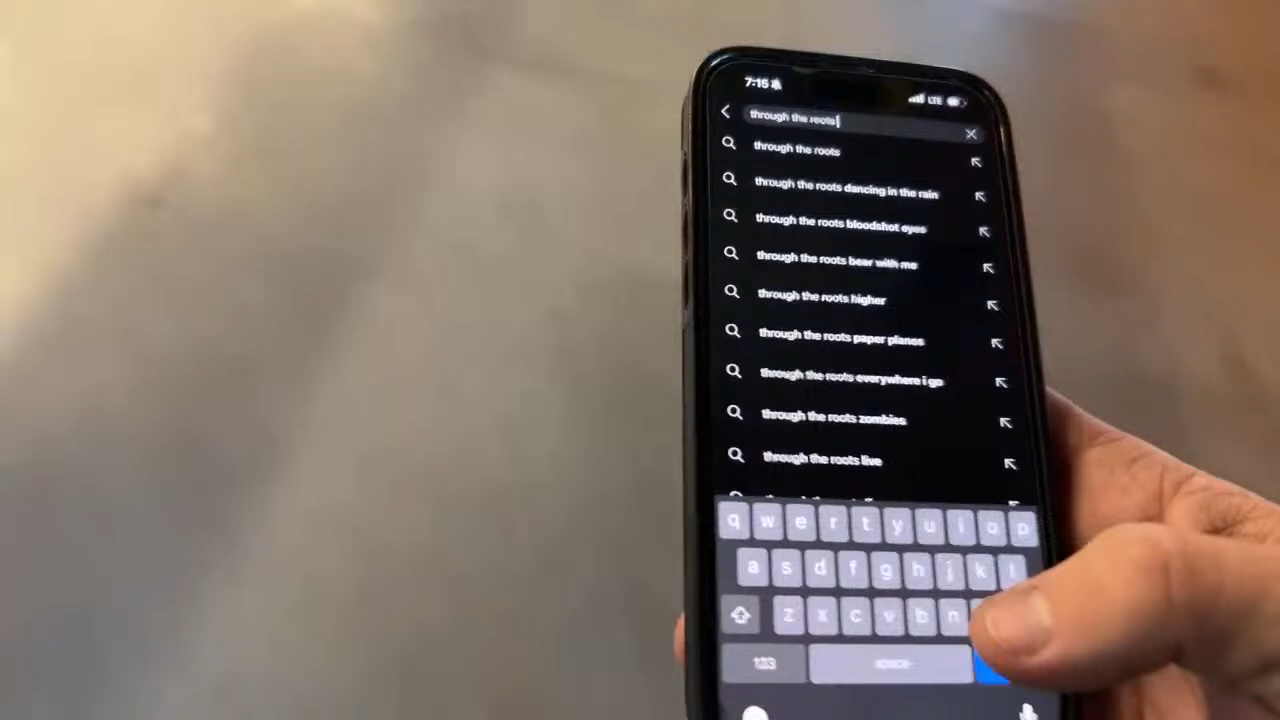 7:15
LTE
through the roots
through the roots
through the roots dancing in the rain
through the roots bloodshot eyes
through the roots bear with me
through the roots higher
through the roots paper planes
through the roots everywhere i go
through the roots zombies
through the roots live
q w e r t y u i o p
a s d f g h j k l
z x c v b n
123 space